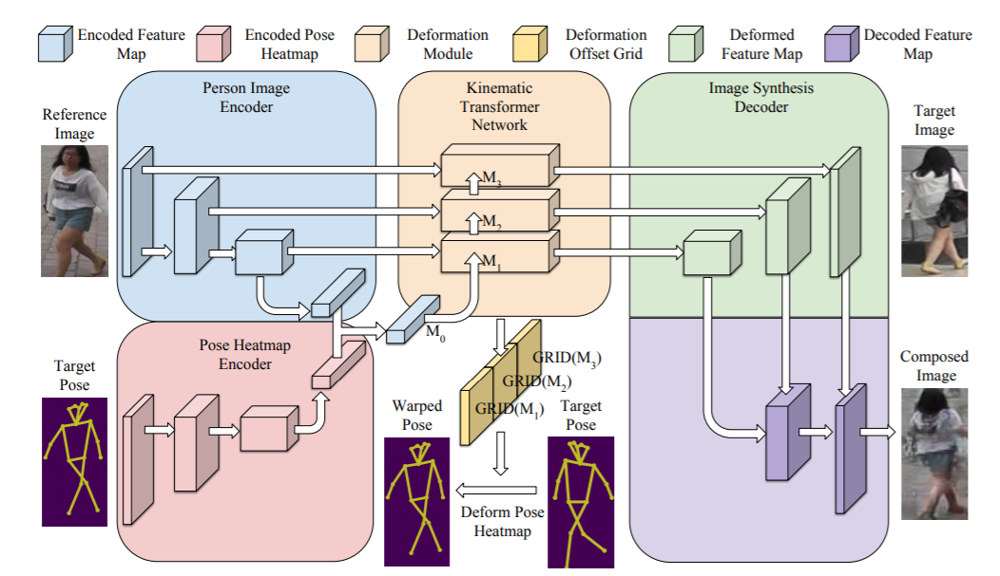 Encoded Feature
Map
Encoded Pose
Heatmap
Deformation
Module
Deformation
Offset Grid
Deformed
Feature Map
Decoded Feature
Map
Reference
Image
Person Image
Encoder
Kinematic
Transformer
Network
Image Synthesis
Decoder
Target
Image
M3
M2
M1
M0
Pose Heatmap
Encoder
Target
Pose
GRID(M3)
GRID(M2)
GRID(M1)
Warped
Pose
Target
Pose
Deform Pose
Heatmap
Composed
Image